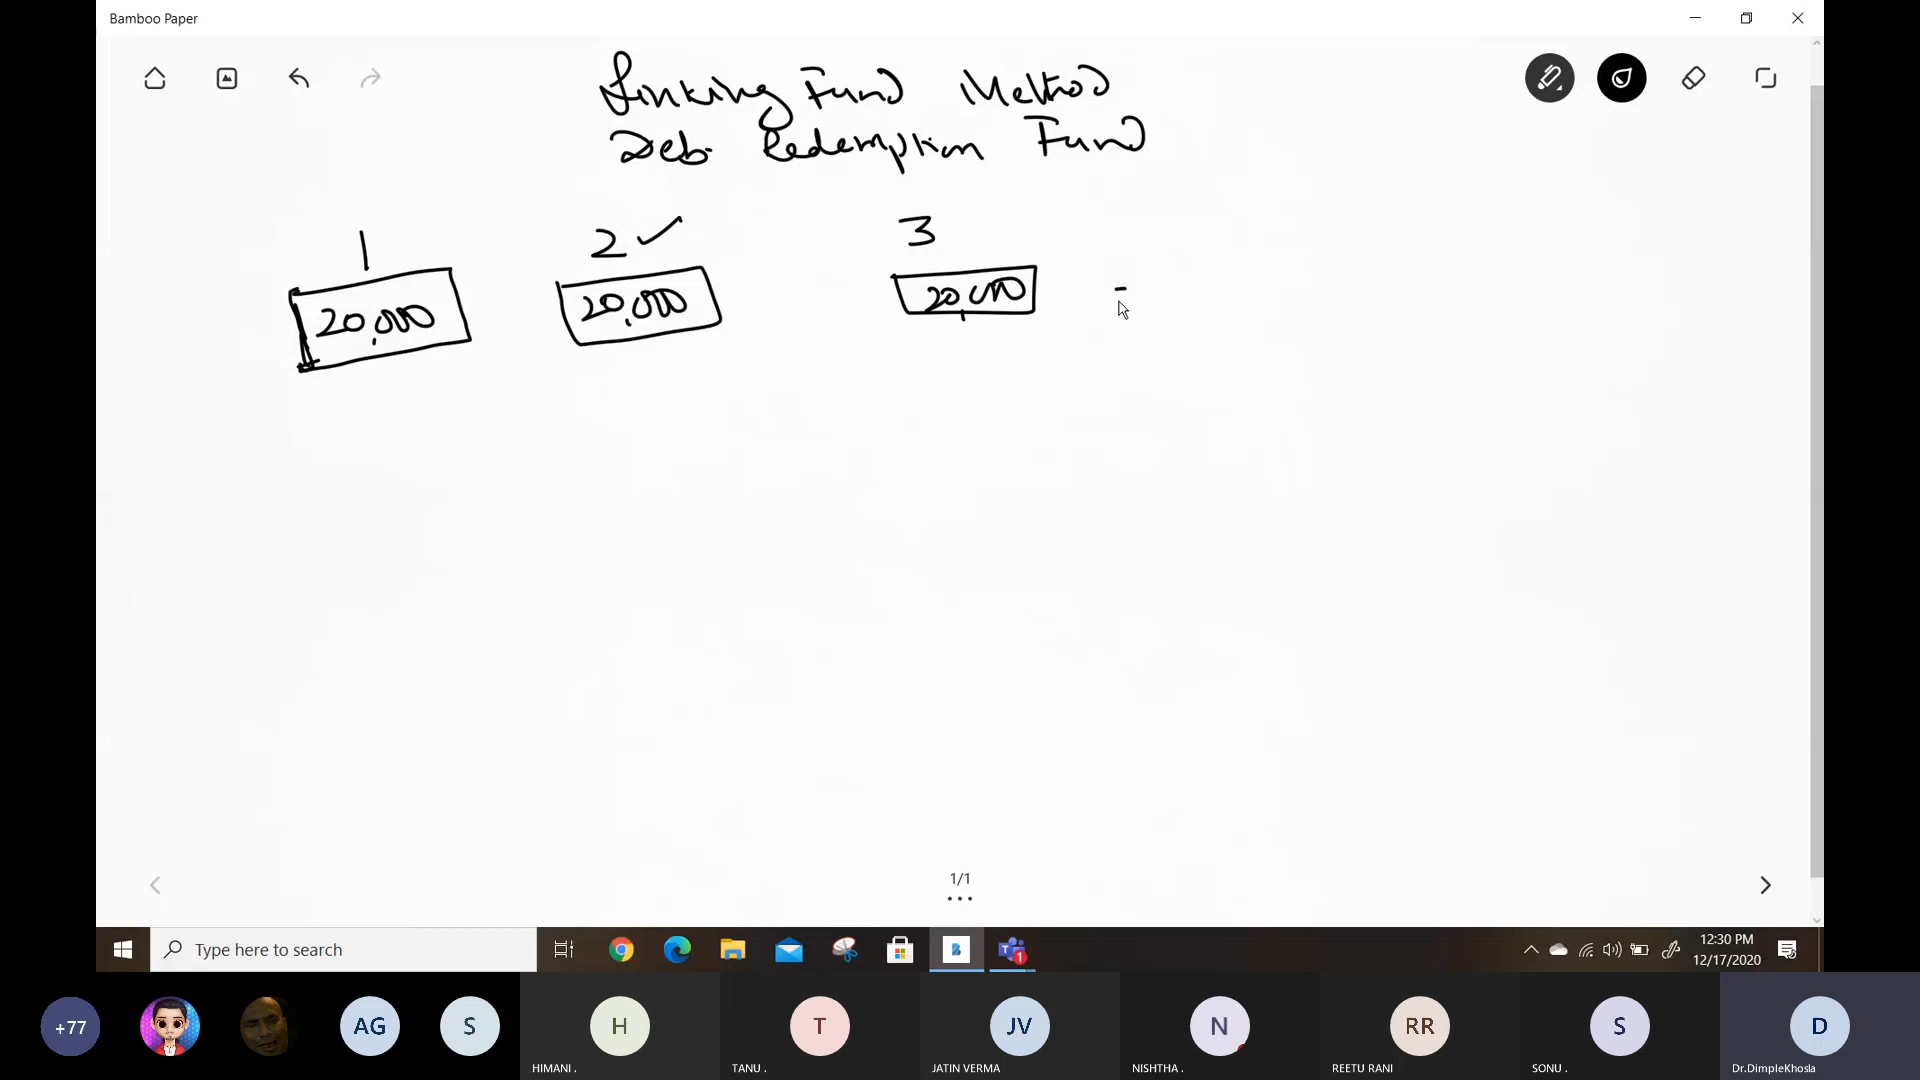 Bamboo Paper
Sinking Fund Method
Deb. Redemption Fund
1 2 ✓ 3
20,000 20,000 20,000 -
1/1
Type here to search
B
1
12:30 PM
12/17/2020
+77 AG S H T JV N RR S D
HIMANI . TANU . JATIN VERMA NISHTHA . REETU RANI SONU . Dr.DimpleKhosla